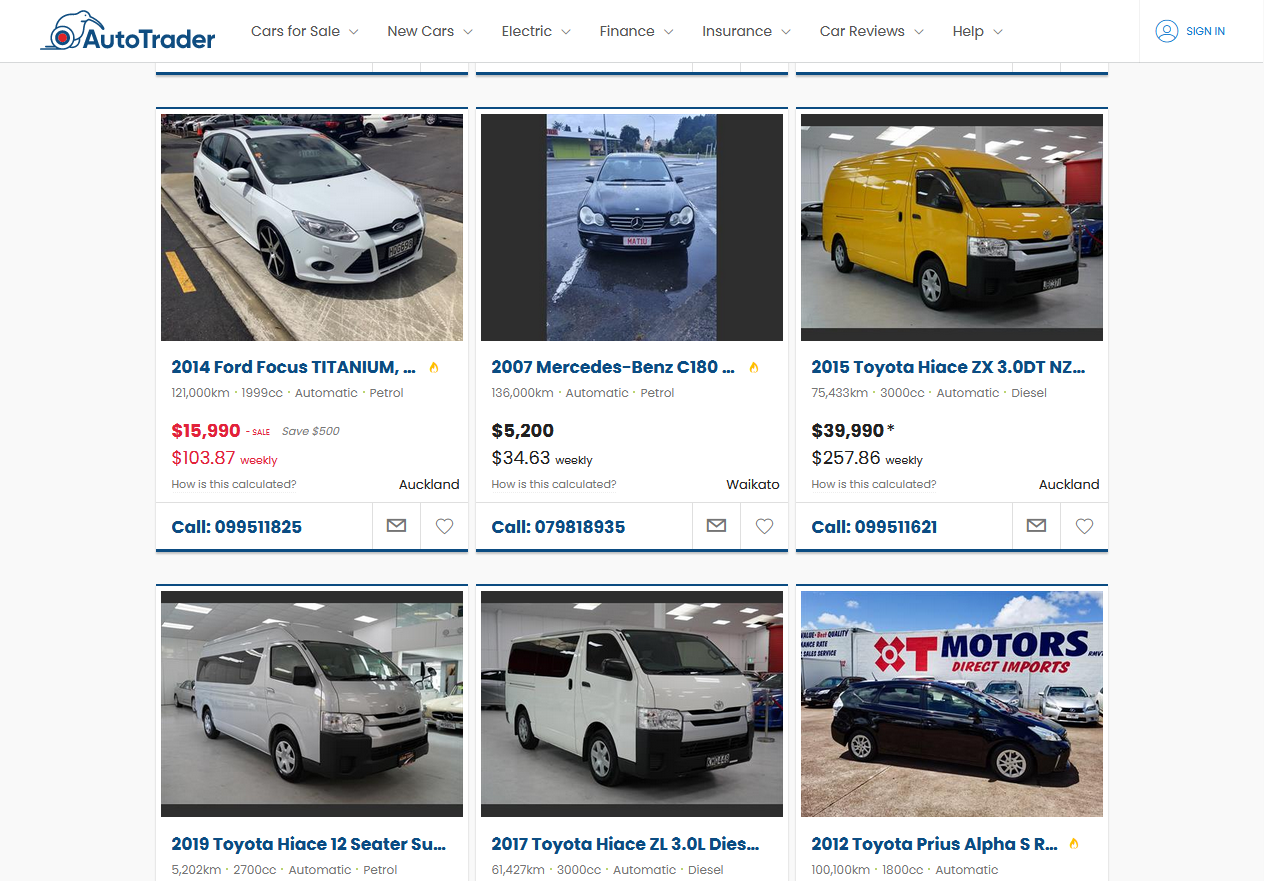 AutoTrader
Cars for Sale
New Cars
Electric
Finance
Insurance
Car Reviews
Help
SIGN IN
MATIU
2014 Ford Focus TITANIUM, ...
121,000km · 1999cc · Automatic · Petrol
$15,990 - SALE Save $500
$103.87 weekly
How is this calculated?
Auckland
Call: 099511825
2007 Mercedes-Benz C180 ...
136,000km · Automatic · Petrol
$5,200
$34.63 weekly
How is this calculated?
Waikato
Call: 079818935
2015 Toyota Hiace ZX 3.0DT NZ...
75,433km · 3000cc · Automatic · Diesel
$39,990 *
$257.86 weekly
How is this calculated?
Auckland
Call: 099511621
VALUE · Best QUALITY
SALES SERVICE
T MOTORS
DIRECT IMPORTS
2019 Toyota Hiace 12 Seater Su...
5,202km · 2700cc · Automatic · Petrol
2017 Toyota Hiace ZL 3.0L Dies...
61,427km · 3000cc · Automatic · Diesel
2012 Toyota Prius Alpha S R...
100,100km · 1800cc · Automatic